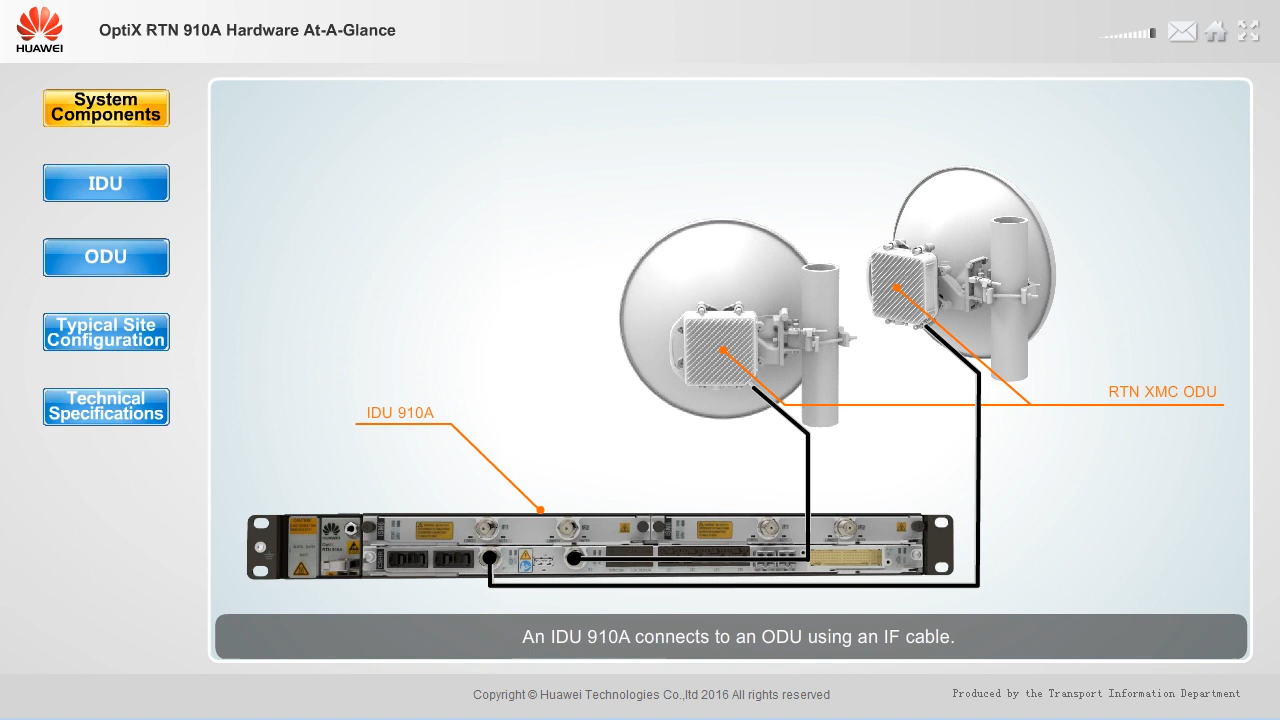 HUAWEI
OptiX RTN 910A Hardware At-A-Glance
System
Components
IDU
ODU
Typical Site
Configuration
Technical
Specifications
IDU 910A
RTN XMC ODU
An IDU 910A connects to an ODU using an IF cable.
Copyright © Huawei Technologies Co.,ltd 2016 All rights reserved
Produced by the Transport Information Department